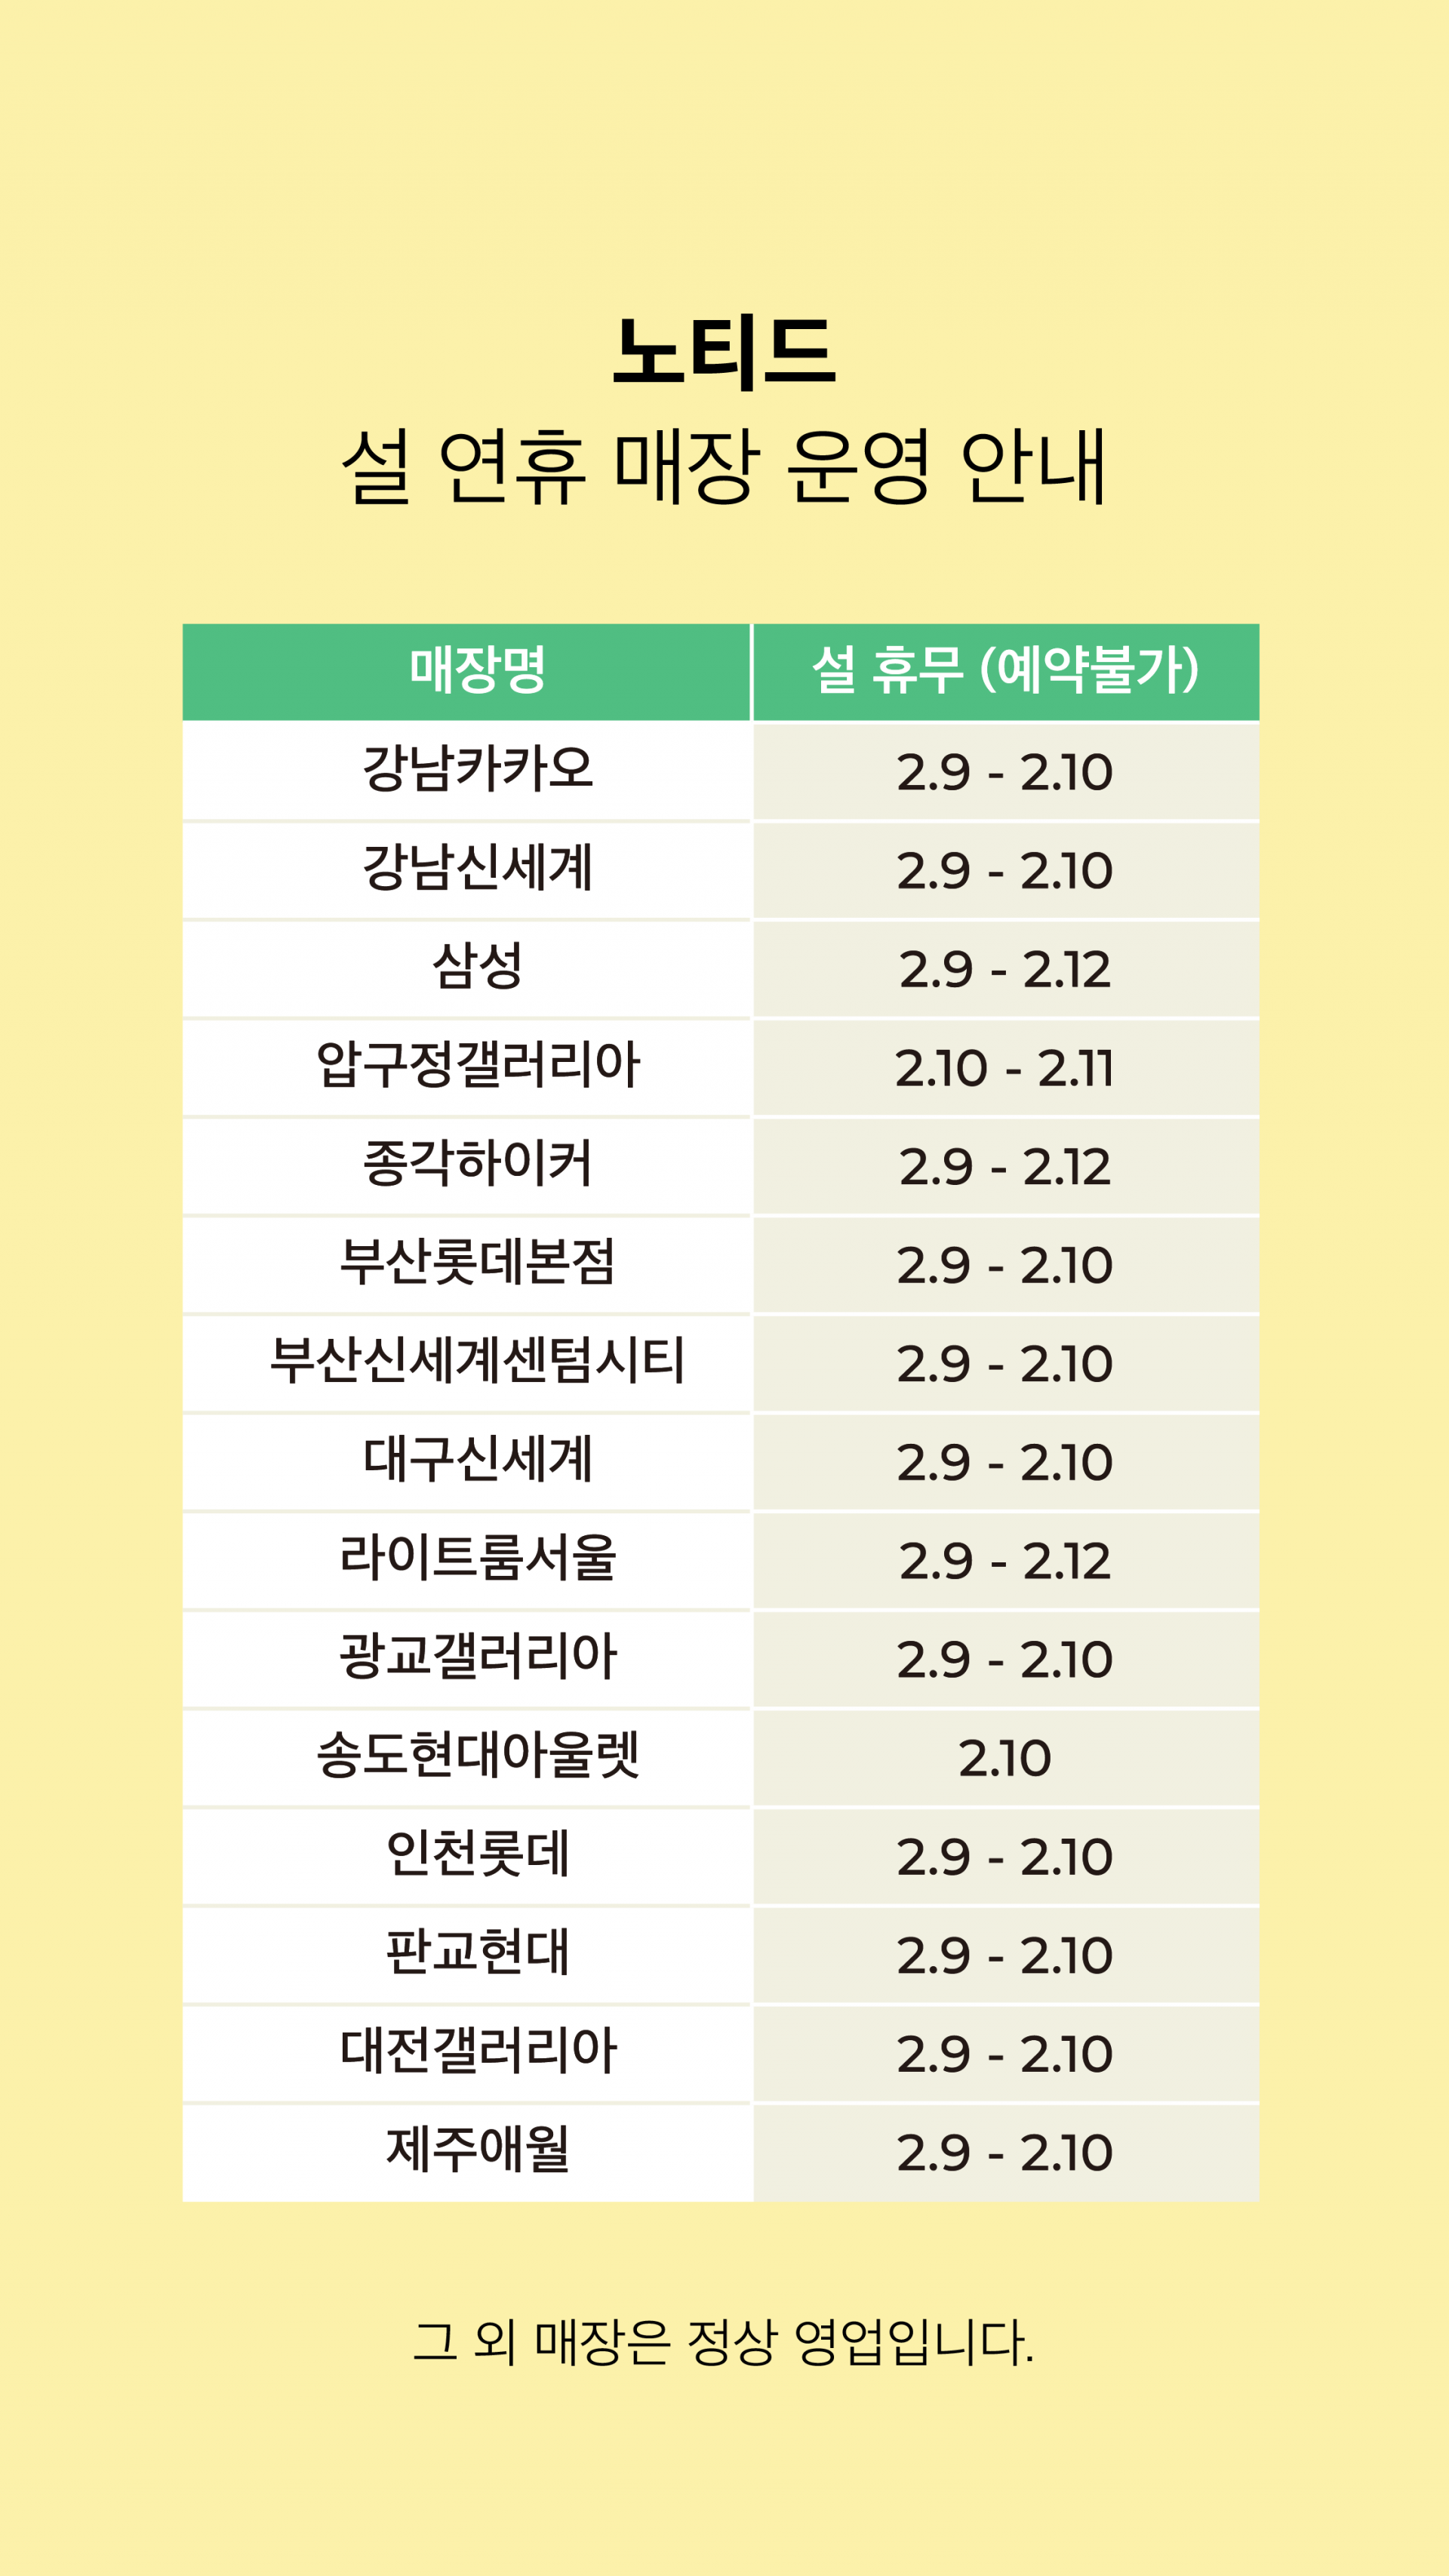 노티드
설 연휴 매장 운영 안내
매장명 설 휴무 (예약불가)
강남카카오 2.9 - 2.10
강남신세계 2.9 - 2.10
삼성 2.9 - 2.12
압구정갤러리아 2.10 - 2.11
종각하이커 2.9 - 2.12
부산롯데본점 2.9 - 2.10
부산신세계센텀시티 2.9 - 2.10
대구신세계 2.9 - 2.10
라이트룸서울 2.9 - 2.12
광교갤러리아 2.9 - 2.10
송도현대아울렛 2.10
인천롯데 2.9 - 2.10
판교현대 2.9 - 2.10
대전갤러리아 2.9 - 2.10
제주애월 2.9 - 2.10
그 외 매장은 정상 영업입니다.